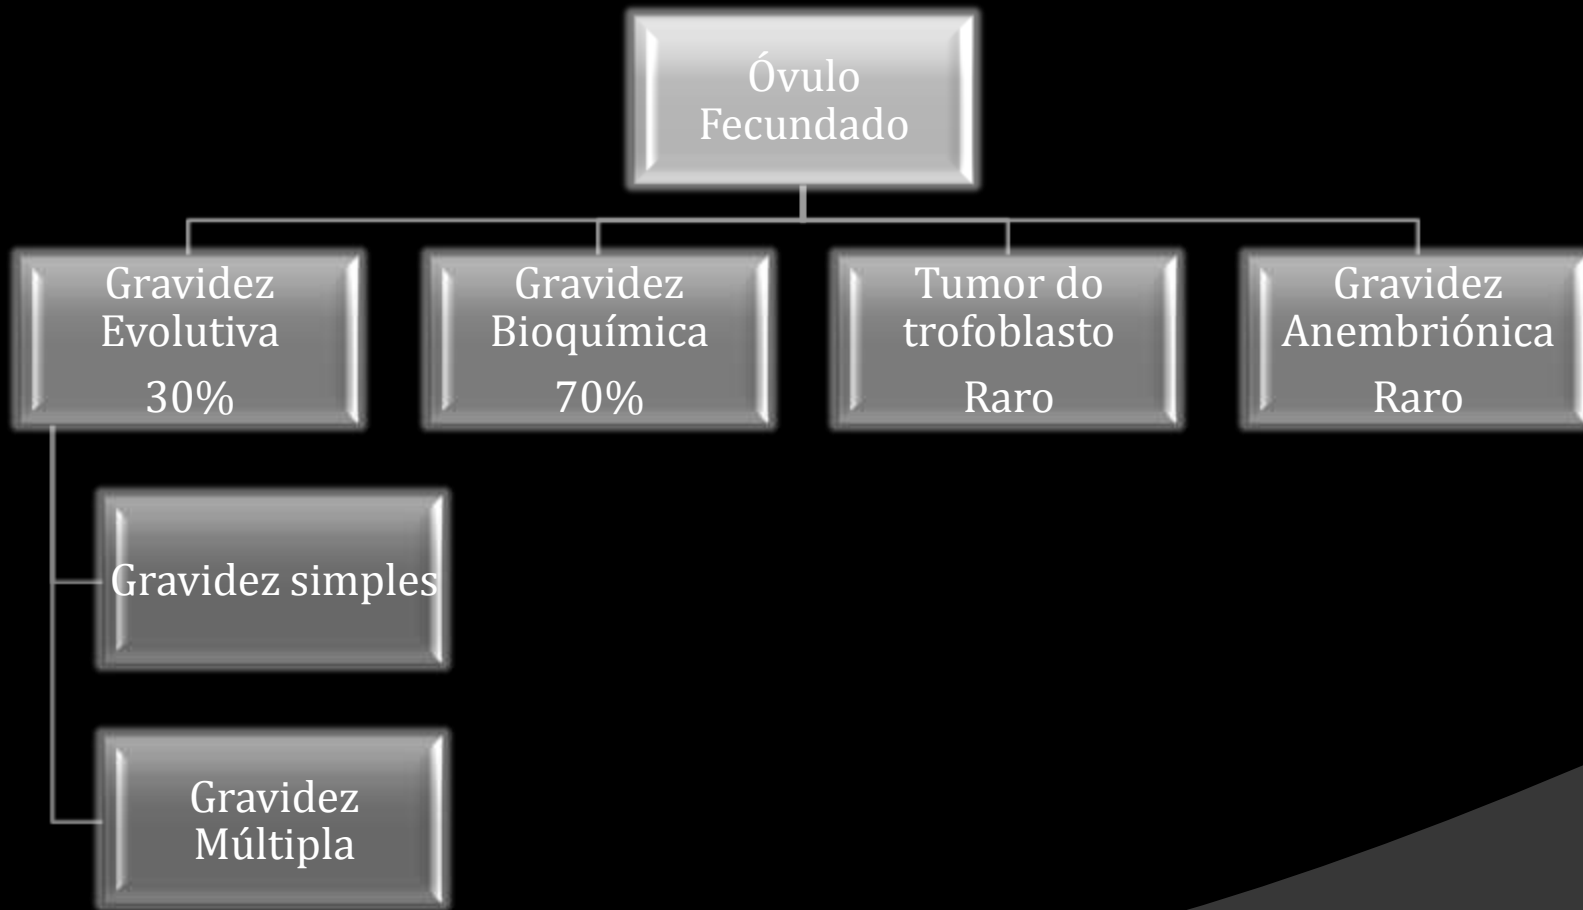 Óvulo
Fecundado
Gravidez
Evolutiva
30%
Gravidez
Bioquímica
70%
Tumor do
trofoblasto
Raro
Gravidez
Anembriónica
Raro
Gravidez simples
Gravidez
Múltipla